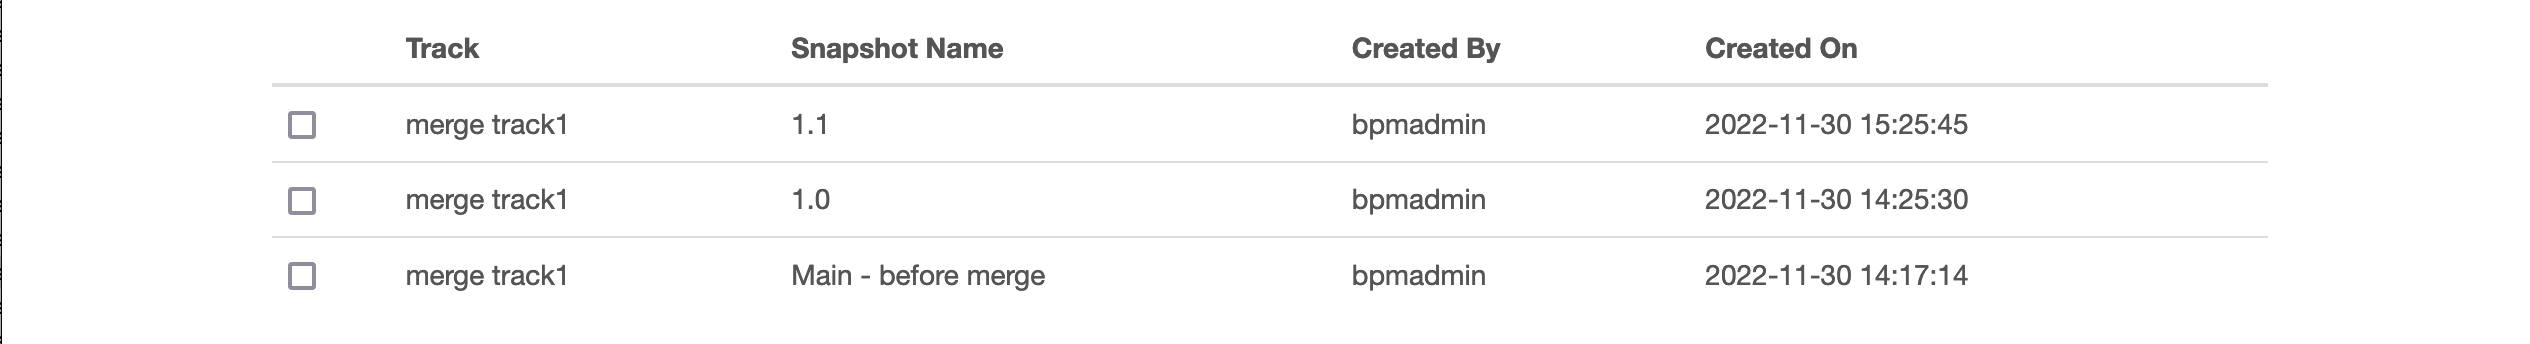 Track Snapshot Name Created By Created On
merge track1 1.1 bpmadmin 2022-11-30 15:25:45
merge track1 1.0 bpmadmin 2022-11-30 14:25:30
merge track1 Main - before merge bpmadmin 2022-11-30 14:17:14